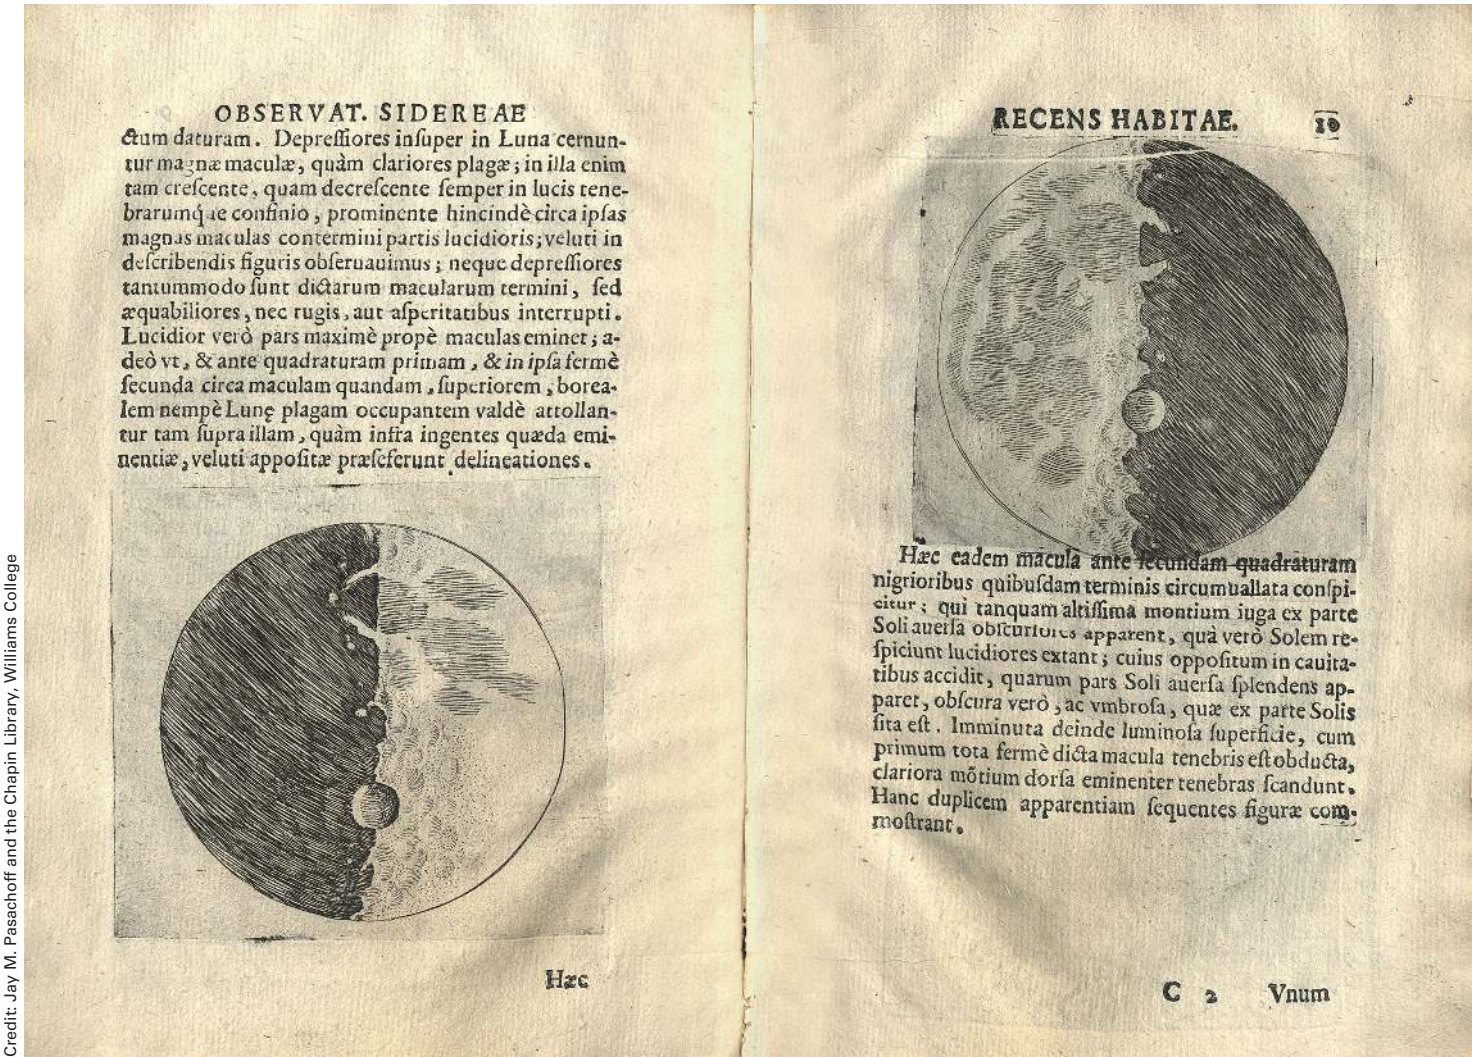 OBSERVAT. SIDEREAE
ctum daturam. Depreſſiores inſuper in Luna cernun-
tur magnæ maculæ, quàm clariores plagæ; in illa enim
tam creſcente, quam decreſcente ſemper in lucis tene-
brarumq́ue confinio, prominente hincindè circa ipſas
magnas maculas contermini partis lucidioris; veluti in
deſcribendis figuris obſeruauimus; neque depreſſiores
tantummodo ſunt dictarum macularum termini, ſed
æquabiliores, nec rugis, aut aſperitatibus interrupti.
Lucidior verò pars maximè propè maculas eminet; a-
deò vt, & ante quadraturam primam, & in ipſa fermè
ſecunda circa maculam quandam, ſuperiorem, borea-
lem nempè Lunę plagam occupantem valdè attollan-
tur tam ſupra illam, quàm infra ingentes quæda emi-
nentiæ, veluti appoſitæ præſeferunt delineationes.
Hæc
RECENS HABITAE. 10
Hæc eadem macula ante ſecundam quadraturam
nigrioribus quibuſdam terminis circumuallata conſpi-
citur; qui tanquam altiſſima montium iuga ex parte
Soli auerſa obſcuriores apparent, quà verò Solem re-
ſpiciunt lucidiores extant; cuius oppoſitum in cauita-
tibus accidit, quarum pars Soli auerſa ſplendens ap-
paret, obſcura verò, ac vmbroſa, quæ ex parte Solis
ſita eſt. Imminuta deinde luminoſa ſuperficie, cum
primum tota fermè dicta macula tenebris eſt obducta,
clariora mōtium dorſa eminenter tenebras ſcandunt.
Hanc duplicem apparentiam ſequentes figuræ com-
moſtrant.
C 2 Vnum
Credit: Jay M. Pasachoff and the Chapin Library, Williams College